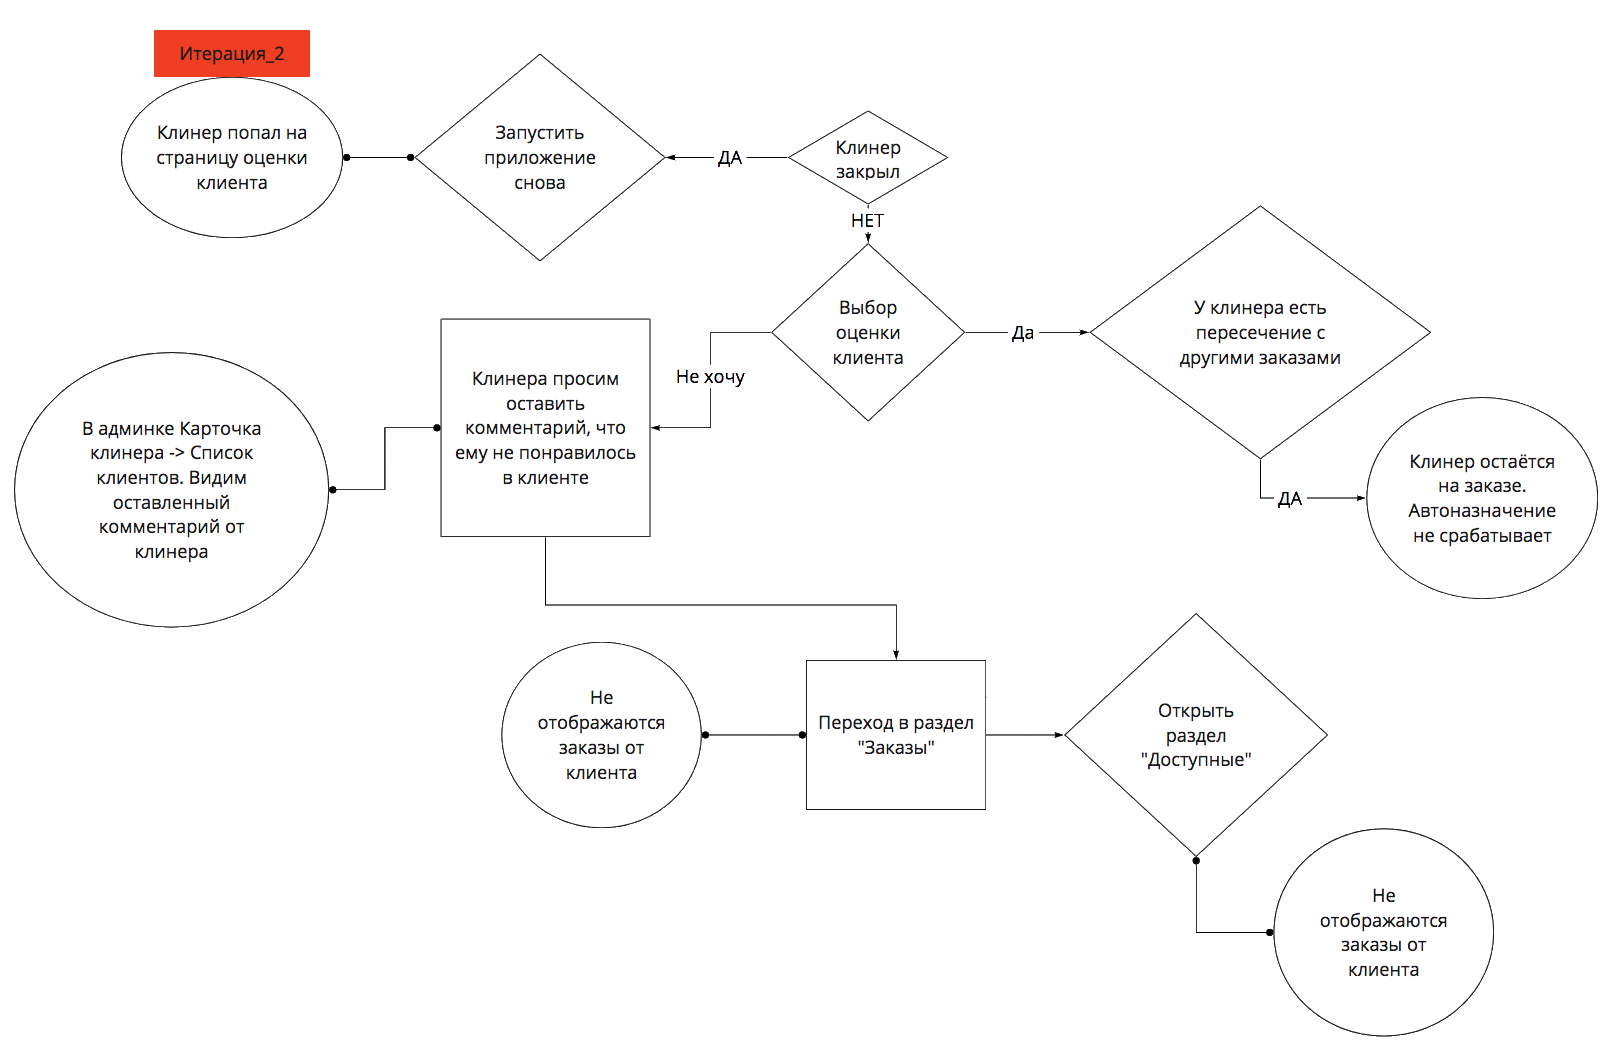 Итерация_2
Клинер попал на
страницу оценки
клиента
Запустить
приложение
снова
ДА
Клинер
закрыл
НЕТ
Выбор
оценки
клиента
Да
У клинера есть
пересечение с
другими заказами
Не хочу
Клинера просим
оставить
комментарий, что
ему не понравилось
в клиенте
В админке Карточка
клинера -> Список
клиентов. Видим
оставленный
комментарий от
клинера
ДА
Клинер остаётся
на заказе.
Автоназначение
не срабатывает
Не
отображаются
заказы от
клиента
Переход в раздел
"Заказы"
Открыть
раздел
"Доступные"
Не
отображаются
заказы от
клиента